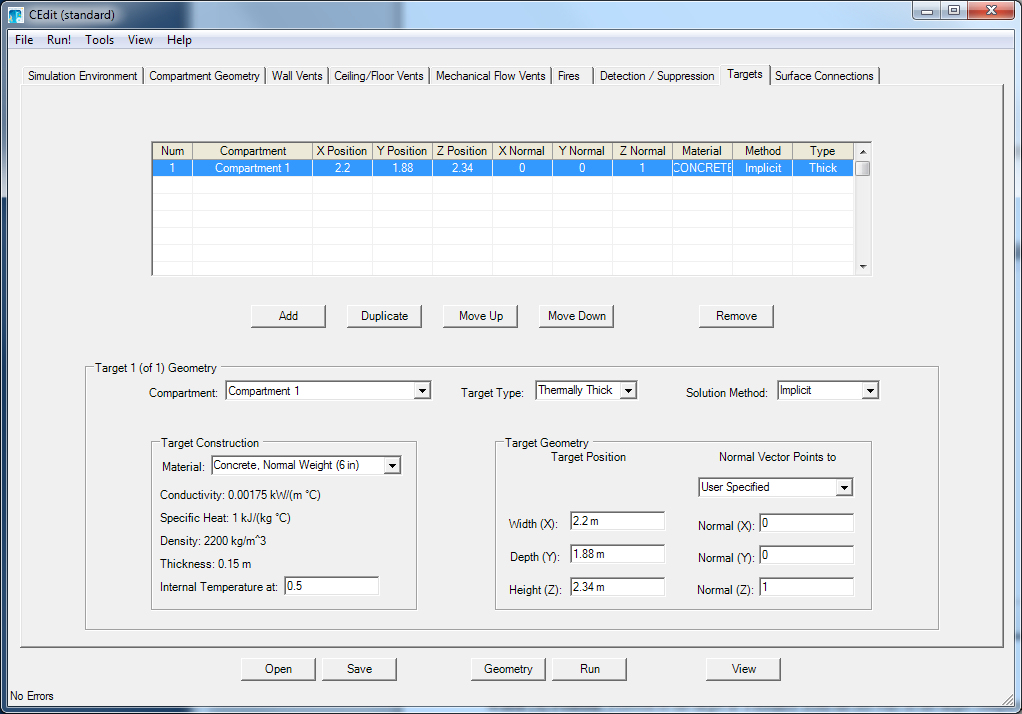 CEdit (standard)
File Run! Tools View Help
Simulation Environment Compartment Geometry Wall Vents Ceiling/Floor Vents Mechanical Flow Vents Fires Detection / Suppression Targets Surface Connections
Num Compartment X Position Y Position Z Position X Normal Y Normal Z Normal Material Method Type
1 Compartment 1 2.2 1.88 2.34 0 0 1 CONCRETE Implicit Thick
Add Duplicate Move Up Move Down Remove
Target 1 (of 1) Geometry
Compartment: Compartment 1 Target Type: Thermally Thick Solution Method: Implicit
Target Construction
Material: Concrete, Normal Weight (6 in)
Conductivity: 0.00175 kW/(m °C)
Specific Heat: 1 kJ/(kg °C)
Density: 2200 kg/m^3
Thickness: 0.15 m
Internal Temperature at: 0.5
Target Geometry
Target Position Normal Vector Points to
User Specified
Width (X): 2.2 m Normal (X): 0
Depth (Y): 1.88 m Normal (Y): 0
Height (Z): 2.34 m Normal (Z): 1
Open Save Geometry Run View
No Errors